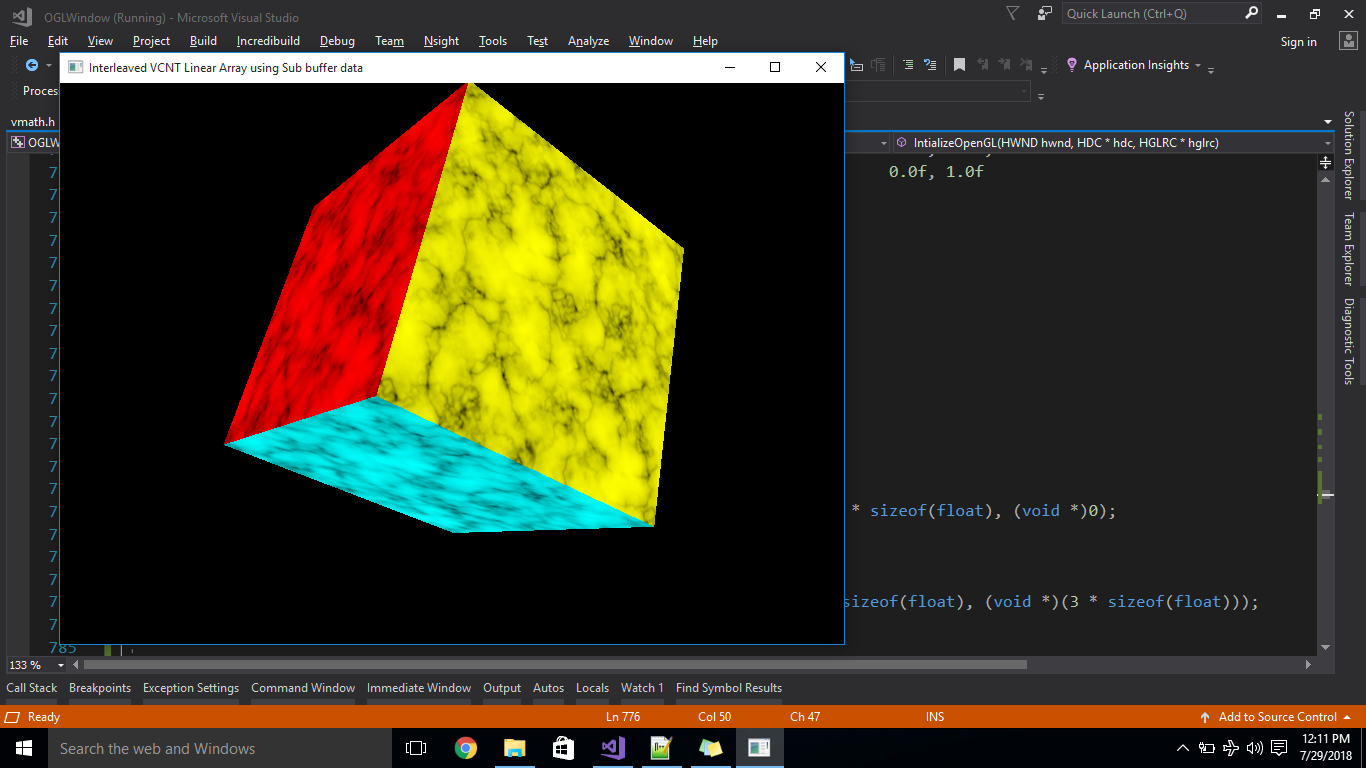 OGLWindow (Running) - Microsoft Visual Studio
Quick Launch (Ctrl+Q)
File Edit View Project Build Incredibuild Debug Team Nsight Tools Test Analyze Window Help
Sign in
Interleaved VCNT Linear Array using Sub buffer data
Application Insights
Proces
vmath.h
OGLW
IntializeOpenGL(HWND hwnd, HDC * hdc, HGLRC * hglrc)
0.0f, 1.0f
* sizeof(float), (void *)0);
sizeof(float), (void *)(3 * sizeof(float)));
785
Solution Explorer
Team Explorer
Diagnostic Tools
133 %
Call Stack Breakpoints Exception Settings Command Window Immediate Window Output Autos Locals Watch 1 Find Symbol Results
Ready Ln 776 Col 50 Ch 47 INS Add to Source Control
Search the web and Windows
12:11 PM
7/29/2018